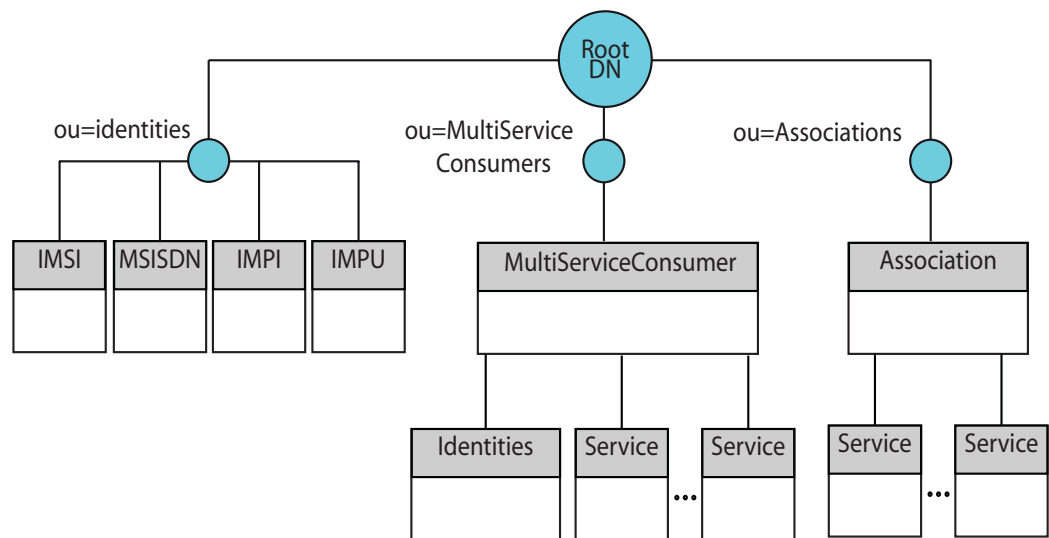 Root
DN
ou=identities
ou=MultiService
Consumers
ou=Associations
IMSI
MSISDN
IMPI
IMPU
MultiServiceConsumer
Association
Identities
Service
...
Service
Service
...
Service